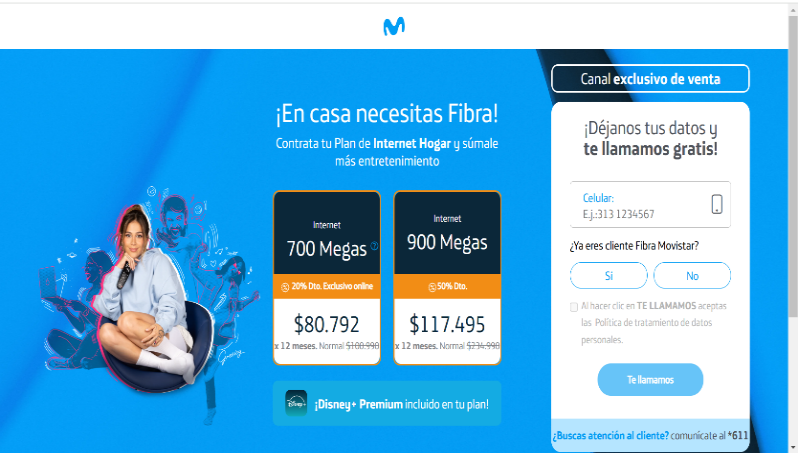 ¡En casa necesitas Fibra!
Contrata tu Plan de Internet Hogar y súmale
más entretenimiento
Internet
700 Megas
20% Dto. Exclusivo online
$80.792
x 12 meses. Normal $100.990
Internet
900 Megas
50% Dto.
$117.495
x 12 meses. Normal $234.990
Disney+
¡Disney+ Premium incluido en tu plan!
Canal exclusivo de venta
¡Déjanos tus datos y
te llamamos gratis!
Celular:
Ej.:313 1234567
¿Ya eres cliente Fibra Movistar?
Si
No
Al hacer clic en TE LLAMAMOS aceptas
las Política de tratamiento de datos
personales.
Te llamamos
¿Buscas atención al cliente? comunícate al *611